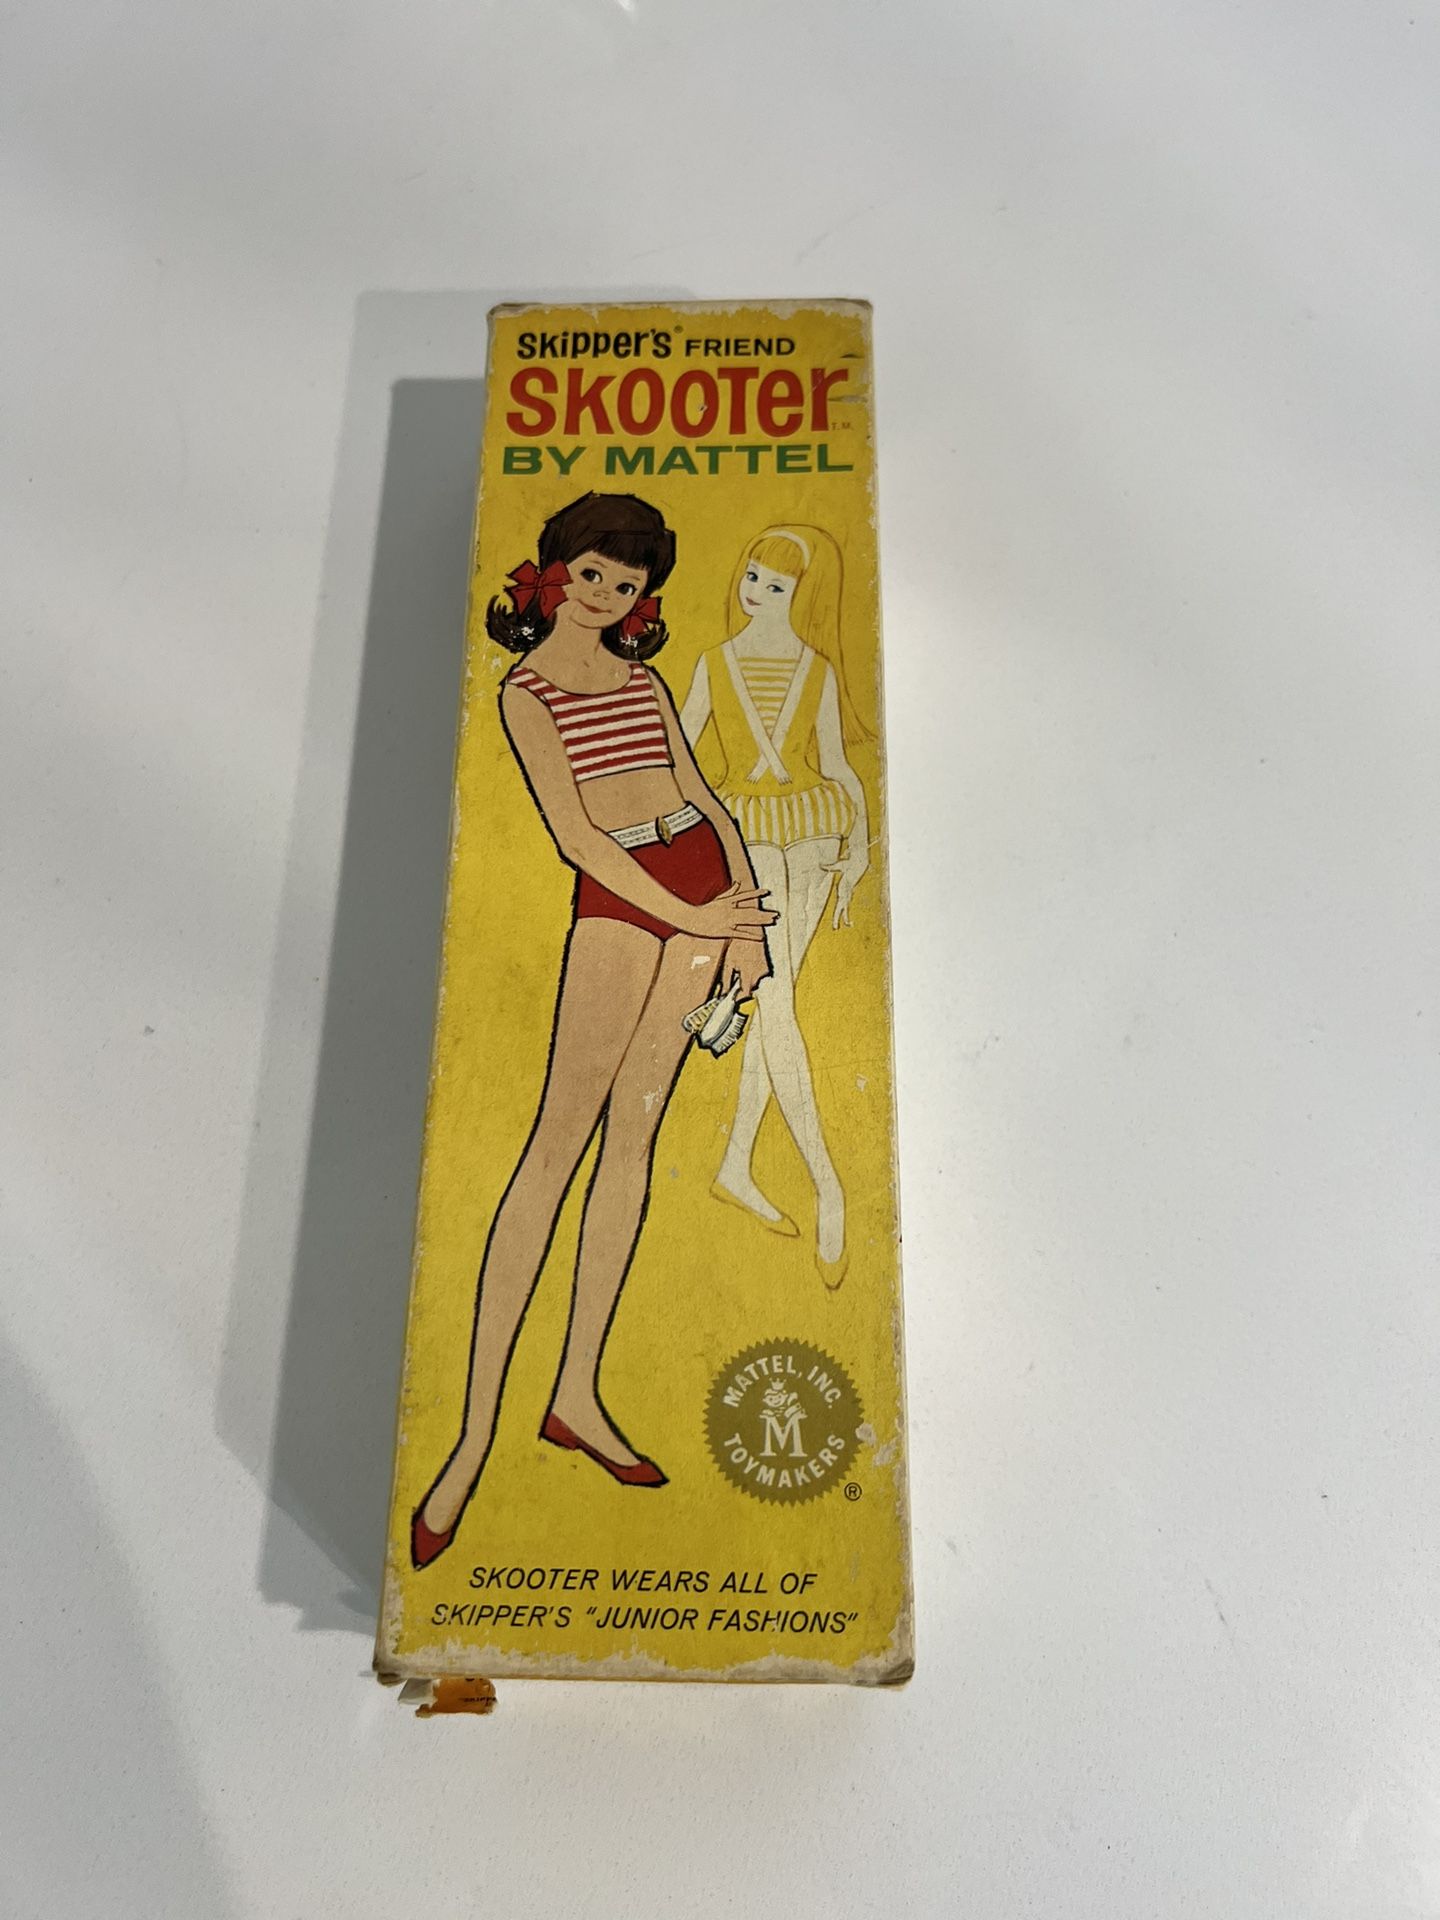 Skipper's® FRIEND
SKOOTer T.M.
BY MATTEL
MATTEL, INC.
M
TOYMAKERS
®
SKOOTER WEARS ALL OF
SKIPPER'S "JUNIOR FASHIONS"